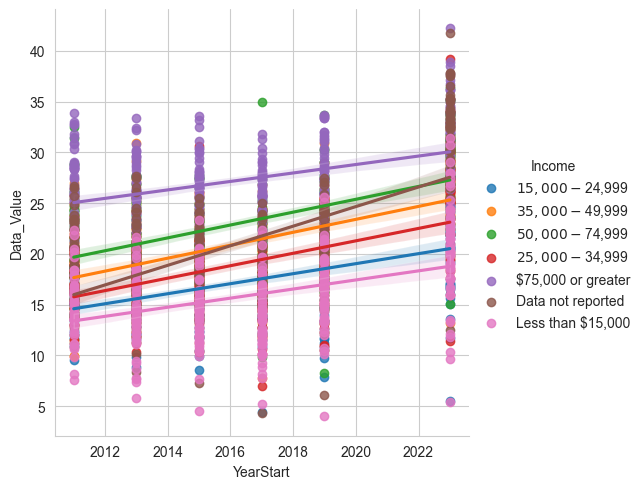 40
35
30
25
20
15
10
5
Data_Value
2012 2014 2016 2018 2020 2022
YearStart
Income
15,000−24,999
35,000−49,999
50,000−74,999
25,000−34,999
$75,000 or greater
Data not reported
Less than $15,000